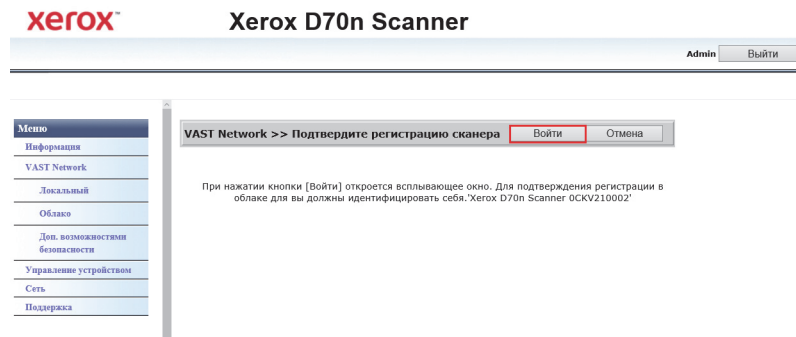 xerox™
Xerox D70n Scanner
Admin Выйти
Меню
Информация
VAST Network
Локальный
Облако
Доп. возможностями
безопасности
Управление устройством
Сеть
Поддержка
VAST Network >> Подтвердите регистрацию сканера Войти Отмена
При нажатии кнопки [Войти] откроется всплывающее окно. Для подтверждения регистрации в
облаке для вы должны идентифицировать себя.'Xerox D70n Scanner 0CKV210002'